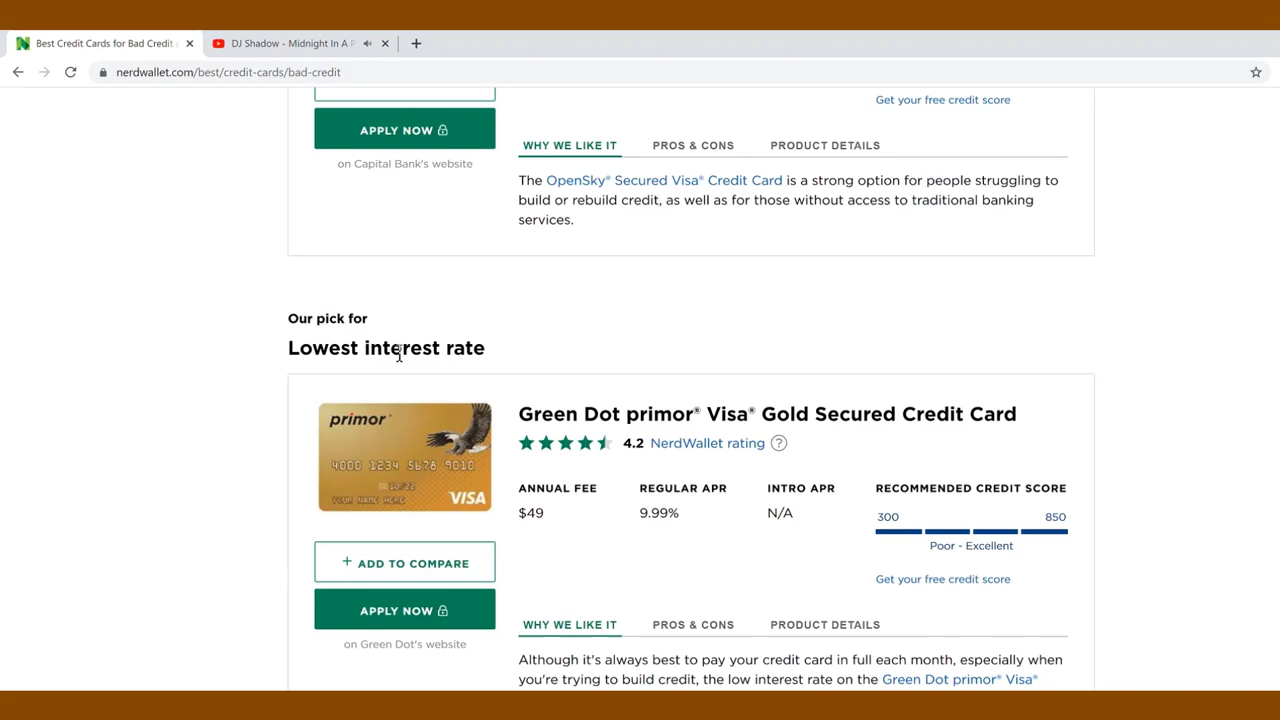 Best Credit Cards for Bad Credit
DJ Shadow - Midnight In A P
nerdwallet.com/best/credit-cards/bad-credit
Get your free credit score
APPLY NOW
on Capital Bank's website
WHY WE LIKE IT PROS & CONS PRODUCT DETAILS
The OpenSky® Secured Visa® Credit Card is a strong option for people struggling to
build or rebuild credit, as well as for those without access to traditional banking
services.
Our pick for
Lowest interest rate
primor®
4000 1234 5678 9010
10/22
YOUR NAME HERE
VISA
Green Dot primor® Visa® Gold Secured Credit Card
4.2 NerdWallet rating ?
ANNUAL FEE REGULAR APR INTRO APR RECOMMENDED CREDIT SCORE
$49 9.99% N/A 300 850
Poor - Excellent
+ ADD TO COMPARE
Get your free credit score
APPLY NOW
on Green Dot's website
WHY WE LIKE IT PROS & CONS PRODUCT DETAILS
Although it's always best to pay your credit card in full each month, especially when
you're trying to build credit, the low interest rate on the Green Dot primor® Visa®